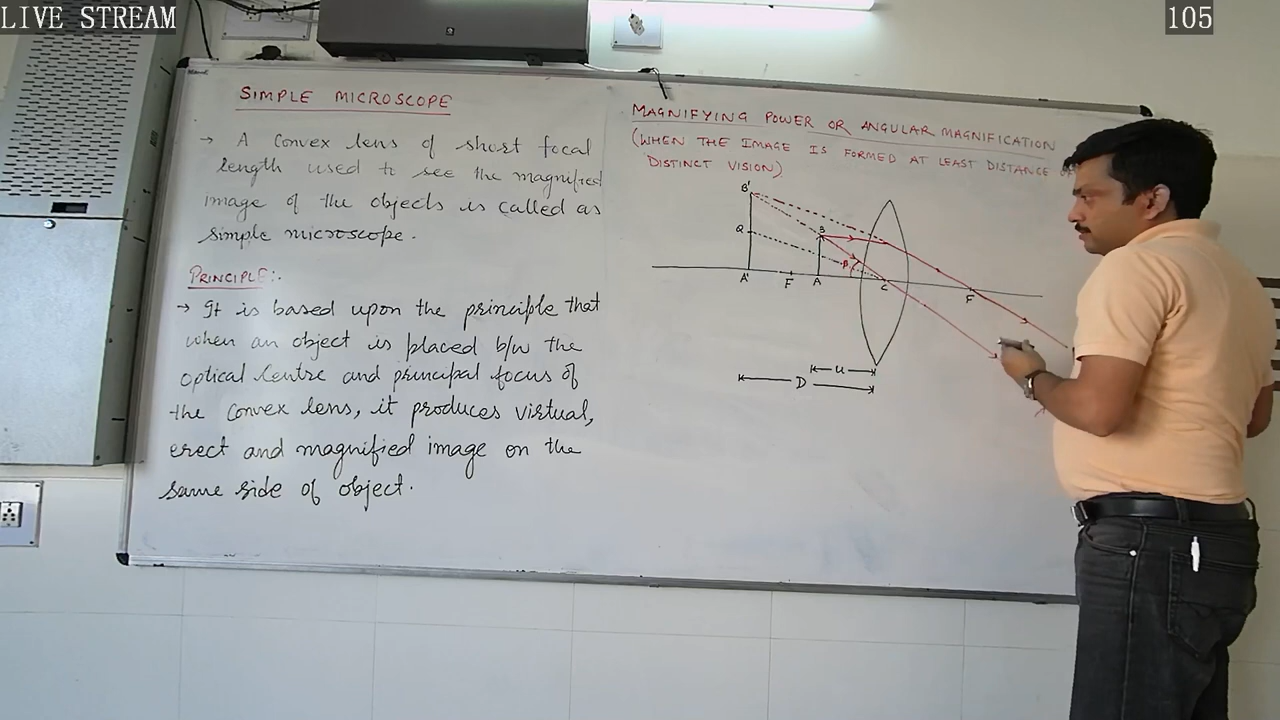 LIVE STREAM
105
SIMPLE MICROSCOPE
→ A Convex lens of short focal
length used to see the magnified
image of the objects is called as
simple microscope.
PRINCIPLE:-
→ It is based upon the principle that
when an object is placed b/w the
optical Centre and principal focus of
the Convex lens, it produces virtual,
erect and magnified image on the
same side of object.
MAGNIFYING POWER OR ANGULAR MAGNIFICATION
(WHEN THE IMAGE IS FORMED AT LEAST DISTANCE
DISTINCT VISION)
B'
Q
B
β
A'
F
A
C
F
u
D